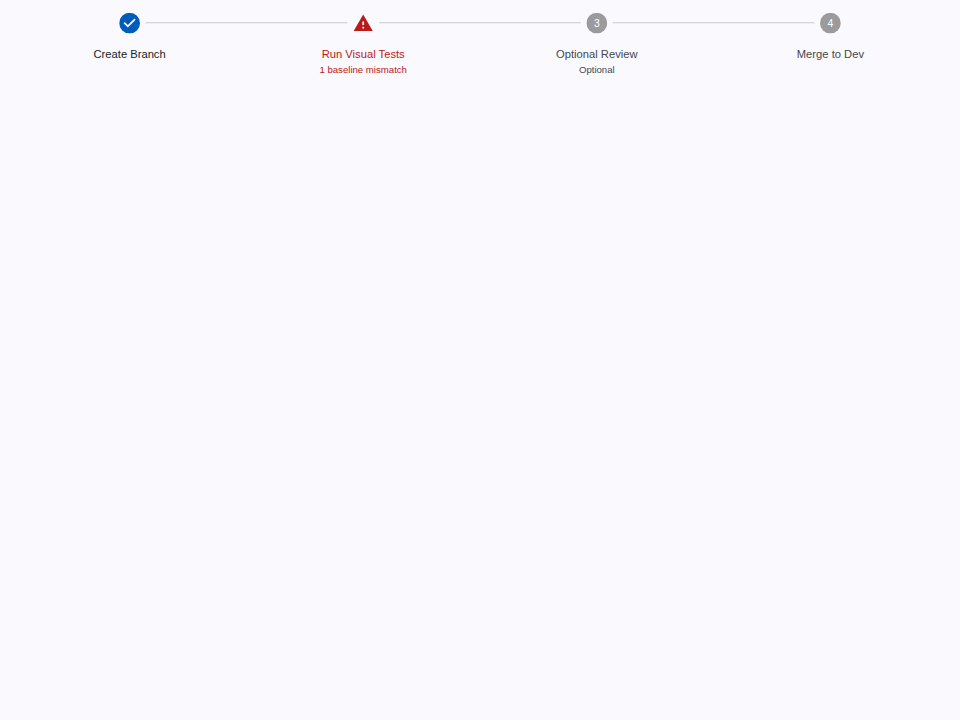 Create Branch
Run Visual Tests
1 baseline mismatch
3
Optional Review
Optional
4
Merge to Dev